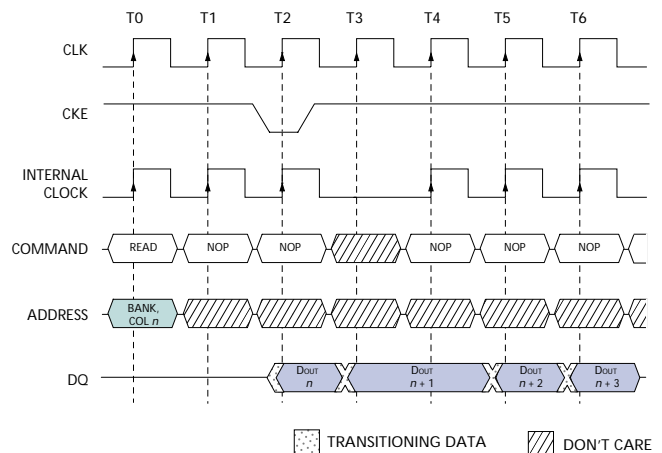 T0 T1 T2 T3 T4 T5 T6
CLK
CKE
INTERNAL
CLOCK
COMMAND READ NOP NOP NOP NOP NOP
ADDRESS BANK,
COL n
DQ DOUT DOUT DOUT DOUT
n n + 1 n + 2 n + 3
TRANSITIONING DATA DON'T CARE